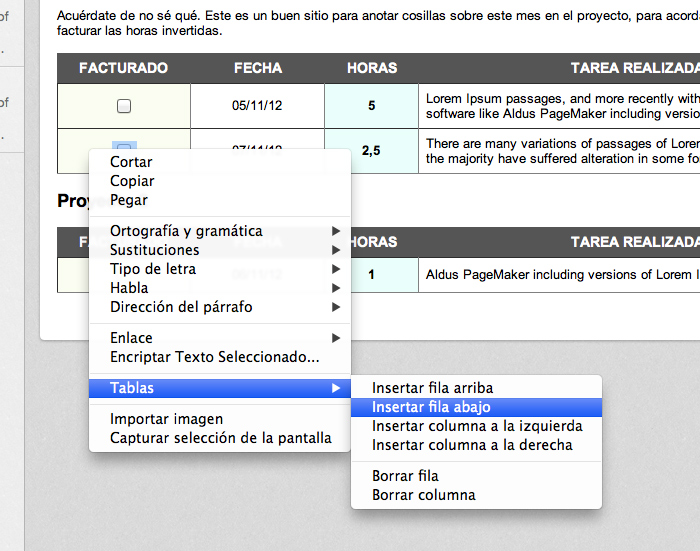 of
Acuérdate de no sé qué. Este es un buen sitio para anotar cosillas sobre este mes en el proyecto, para acord
facturar las horas invertidas.
FACTURADO FECHA HORAS TAREA REALIZADA
05/11/12 5 Lorem Ipsum passages, and more recently with
software like Aldus PageMaker including versio
07/11/12 2,5 There are many variations of passages of Lorem
the majority have suffered alteration in some fo
of
Cortar
Copiar
Pegar
Ortografía y gramática
Sustituciones
Tipo de letra
Habla
Dirección del párrafo
Enlace
Encriptar Texto Seleccionado...
Tablas
Importar imagen
Capturar selección de la pantalla
Insertar fila arriba
Insertar fila abajo
Insertar columna a la izquierda
Insertar columna a la derecha
Borrar fila
Borrar columna
Proy
F FECHA HORAS TAREA REALIZADA
1 Aldus PageMaker including versions of Lorem I